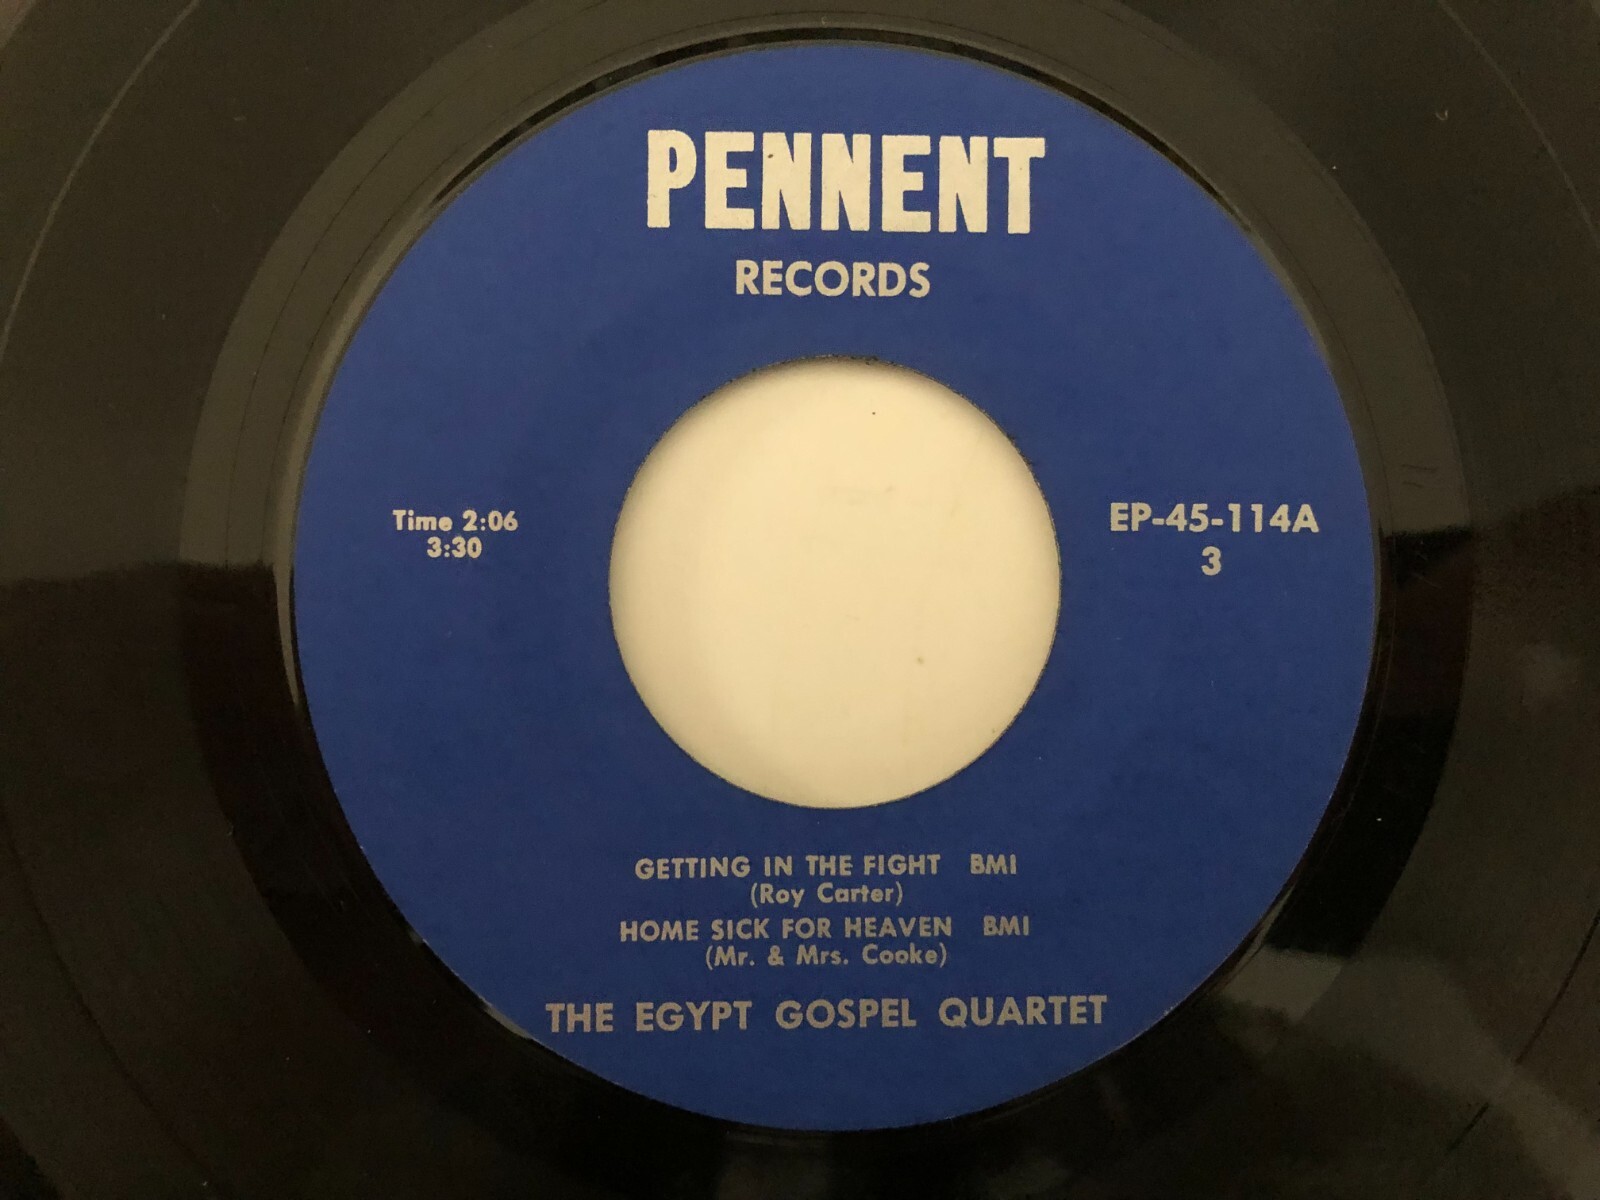 PENNENT
RECORDS
Time 2:06
3:30
EP-45-114A
3
GETTING IN THE FIGHT BMI
(Roy Carter)
HOME SICK FOR HEAVEN BMI
(Mr. & Mrs. Cooke)
THE EGYPT GOSPEL QUARTET